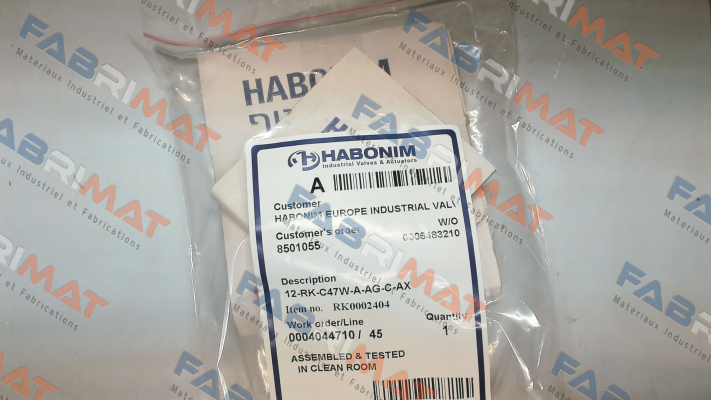 HABONIM
HABONIM
Industrial Valves & Actuators
A
Customer
HABONIM EUROPE INDUSTRIAL VAL
Customer's order
W/O
8501055
Description
12-RK-C47W-A-AG-C-AX
Item no. RK0002404
Work order/Line
Quantity
0004044710 / 45
1
ASSEMBLED & TESTED
IN CLEAN ROOM
FABRIMAT
Materiaux Industriel et Fabrications